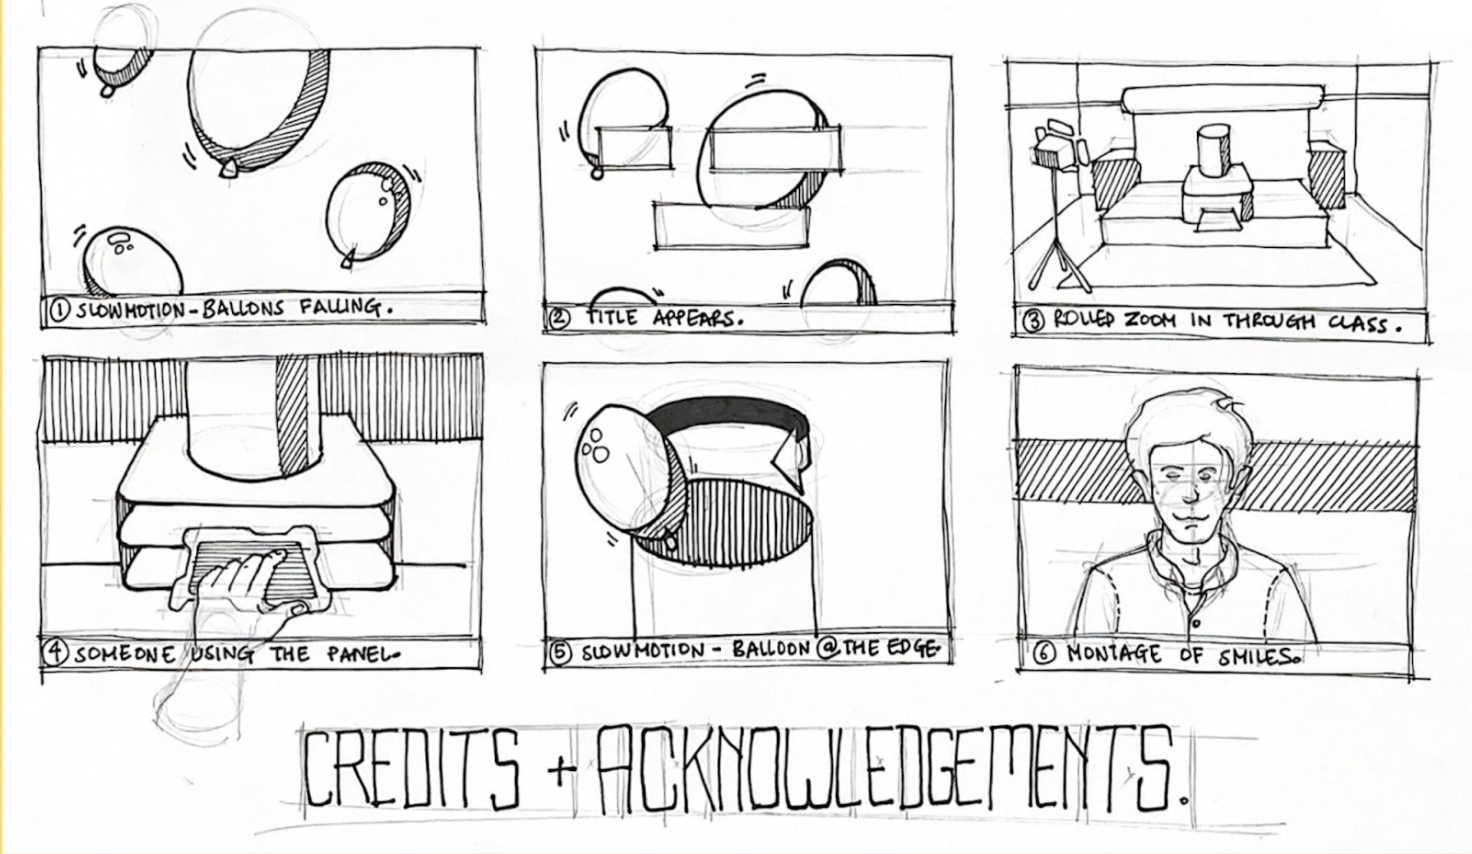 ① SLOWMOTION - BALLONS FALLING.
② TITLE APPEARS.
③ ROLLED ZOOM IN THROUGH CLASS.
④ SOMEONE USING THE PANEL.
⑤ SLOWMOTION - BALLOON @ THE EDGE
⑥ MONTAGE OF SMILES.
CREDITS + ACKNOWLEDGEMENTS.